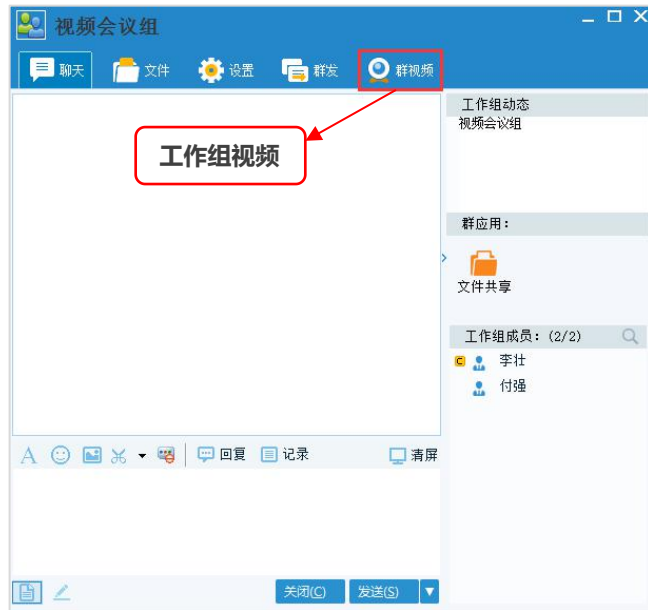 视频会议组
聊天 文件 设置 群发 群视频
工作组视频
工作组动态
视频会议组
群应用：
文件共享
工作组成员：(2/2)
C 李壮
付强
A 回复 记录 清屏
关闭(C) 发送(S)